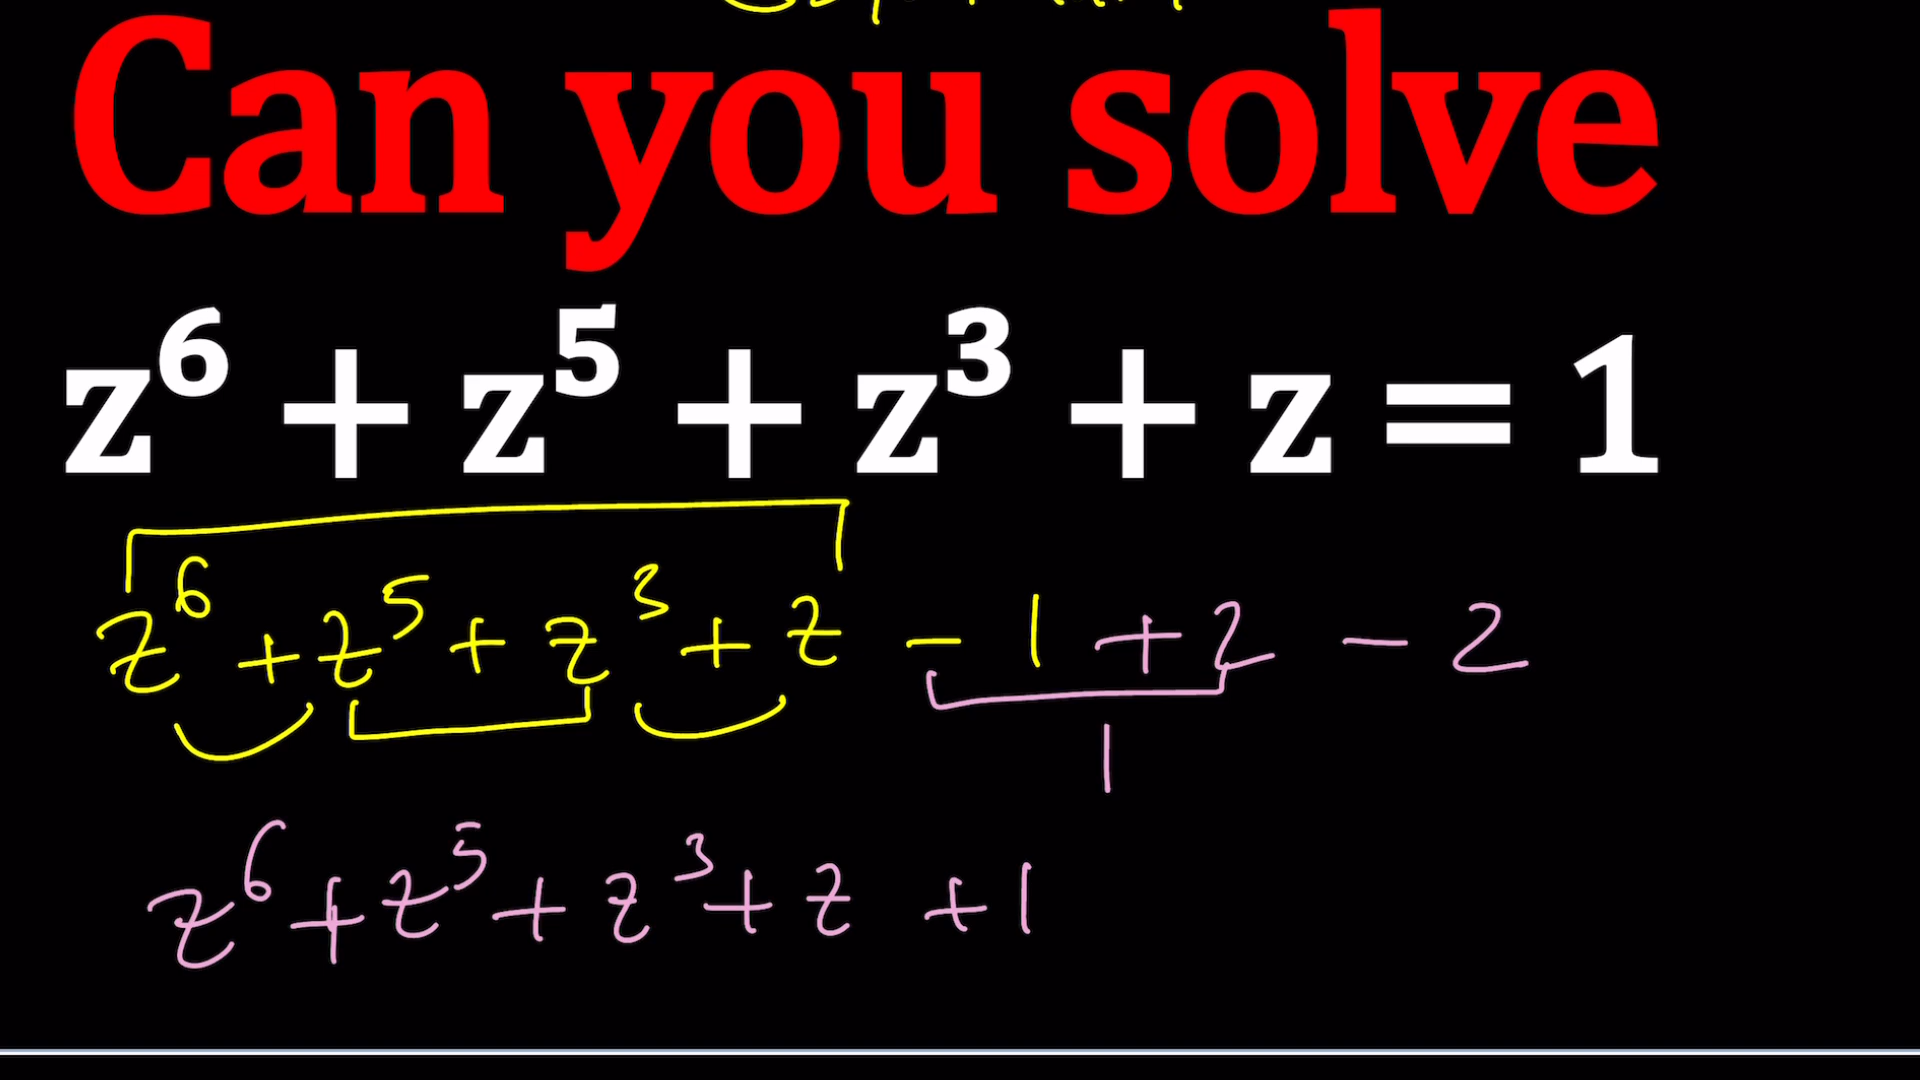 Can you solve
z⁶ + z⁵ + z³ + z = 1
z⁶ + z⁵ + z³ + z - 1 + 2 - 2
1
z⁶ + z⁵ + z³ + z + 1